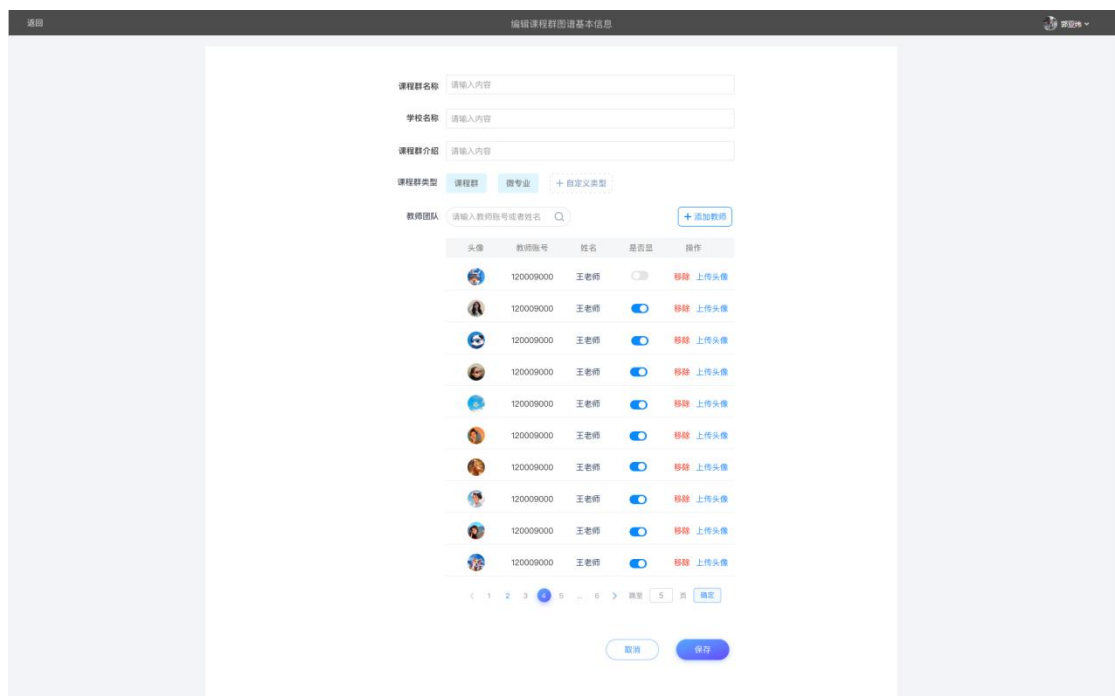 返回 编辑课程群图谱基本信息 郭亚炜
课程群名称 请输入内容
学校名称 请输入内容
课程群介绍 请输入内容
课程群类型 课程群 微专业 + 自定义类型
教师团队 请输入教师账号或者姓名 + 添加教师
头像 教师账号 姓名 是否显 操作
120009000 王老师 移除 上传头像
120009000 王老师 移除 上传头像
120009000 王老师 移除 上传头像
120009000 王老师 移除 上传头像
120009000 王老师 移除 上传头像
120009000 王老师 移除 上传头像
120009000 王老师 移除 上传头像
120009000 王老师 移除 上传头像
120009000 王老师 移除 上传头像
120009000 王老师 移除 上传头像
< 1 2 3 4 5 ... 6 > 跳至 5 页 确定
取消 保存